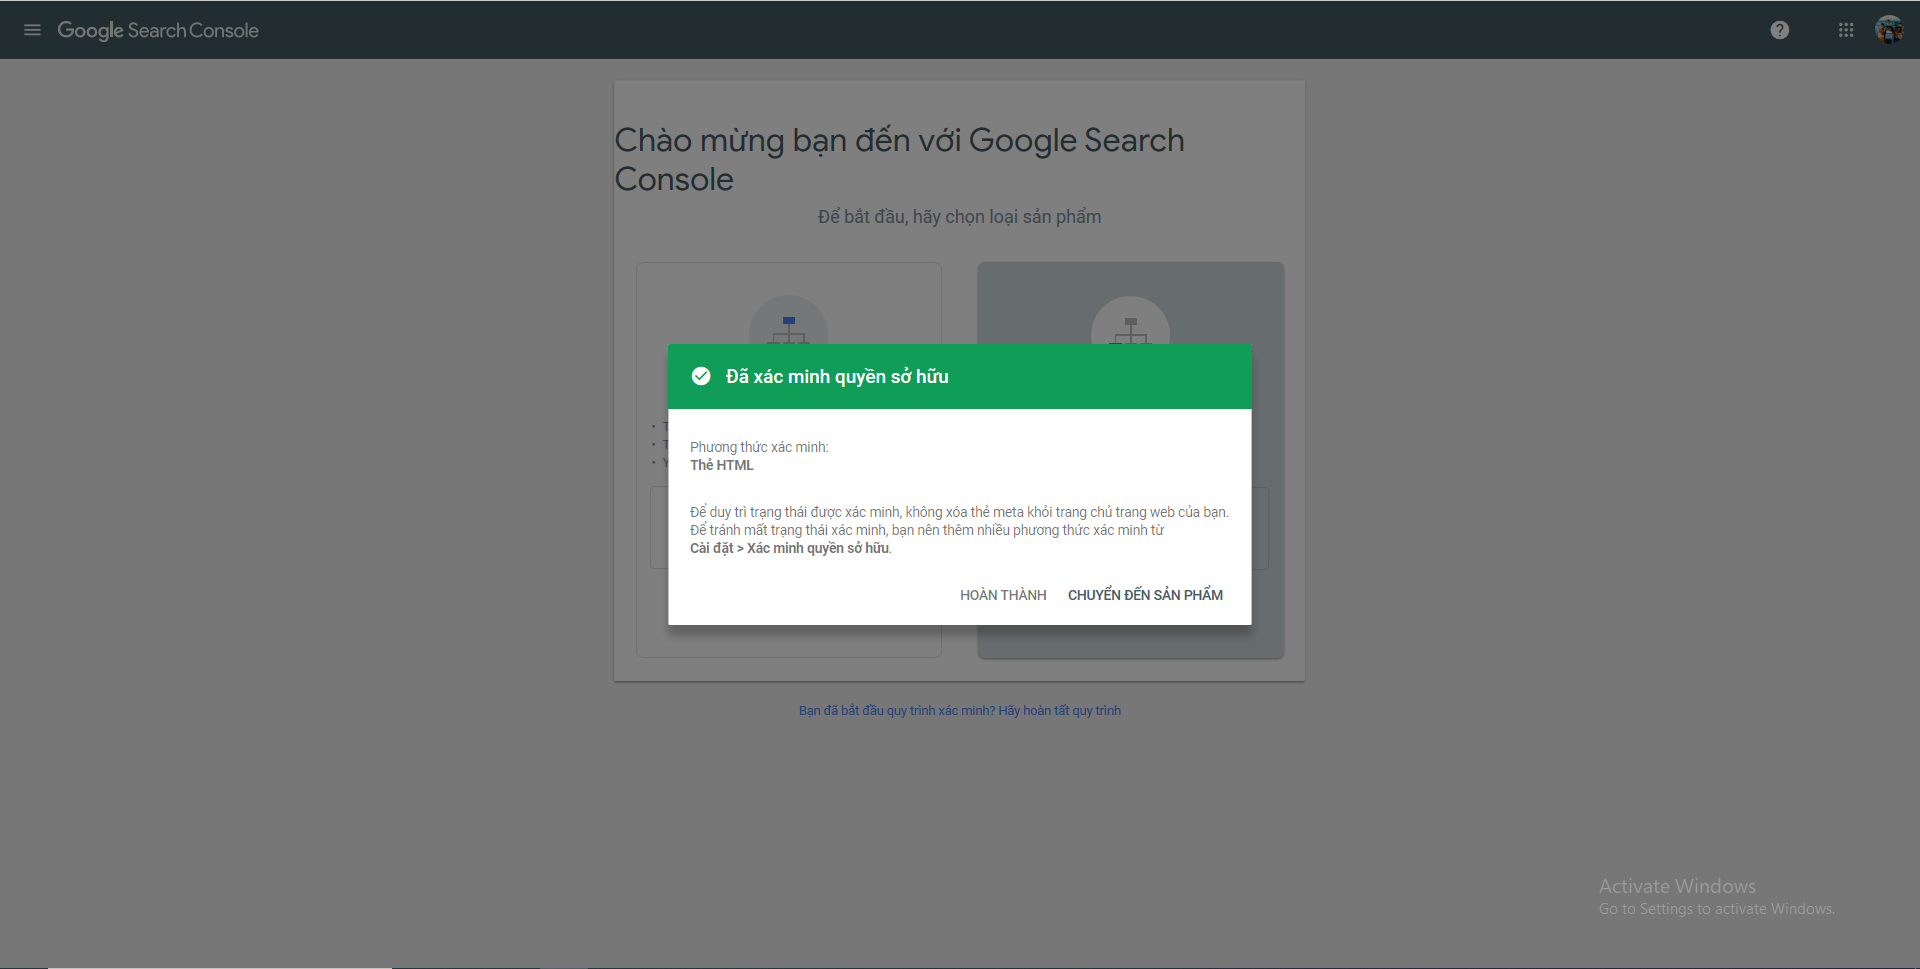 Google Search Console
Chào mừng bạn đến với Google Search
Console
Để bắt đầu, hãy chọn loại sản phẩm
Đã xác minh quyền sở hữu
Phương thức xác minh:
Thẻ HTML
Để duy trì trạng thái được xác minh, không xóa thẻ meta khỏi trang chủ trang web của bạn.
Để tránh mất trạng thái xác minh, bạn nên thêm nhiều phương thức xác minh từ
Cài đặt > Xác minh quyền sở hữu.
HOÀN THÀNH CHUYỂN ĐẾN SẢN PHẨM
Bạn đã bắt đầu quy trình xác minh? Hãy hoàn tất quy trình
Activate Windows
Go to Settings to activate Windows.